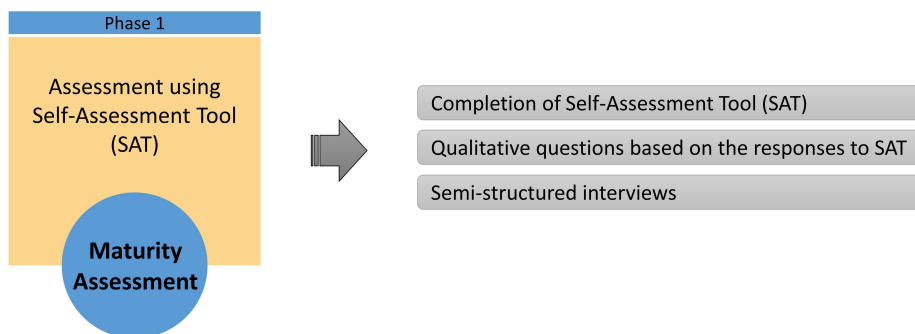 Phase 1
Assessment using
Self-Assessment Tool
(SAT)
Maturity
Assessment
Completion of Self-Assessment Tool (SAT)
Qualitative questions based on the responses to SAT
Semi-structured interviews